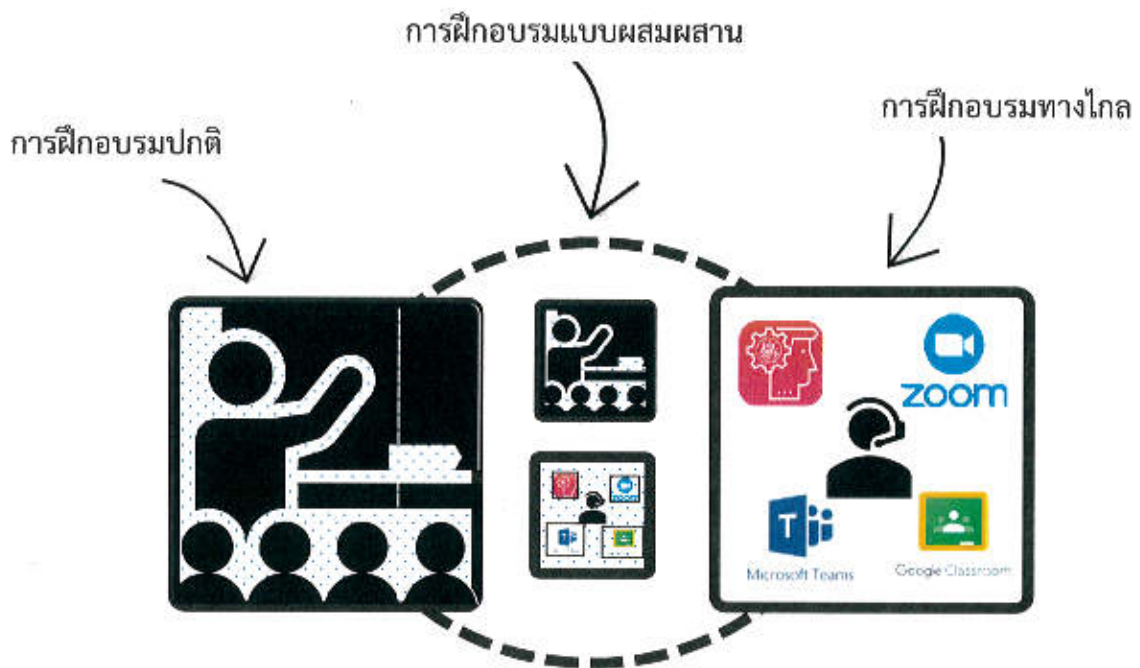 การฝึกอบรมแบบผสมผสาน
การฝึกอบรมทางไกล
การฝึกอบรมปกติ
zoom
zoom
T
Microsoft Teams
Google Classroom